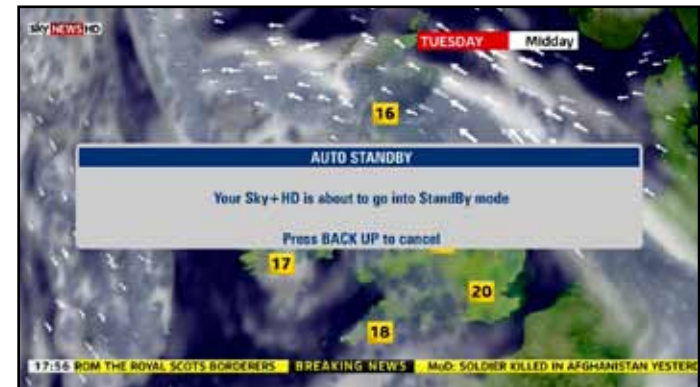 sky NEWS HD
TUESDAY Midday
16
AUTO STANDBY
Your Sky+HD is about to go into StandBy mode
Press BACK UP to cancel
17
20
18
17:56 ROM THE ROYAL SCOTS BORDERERS BREAKING NEWS MoD: SOLDIER KILLED IN AFGHANISTAN YESTER